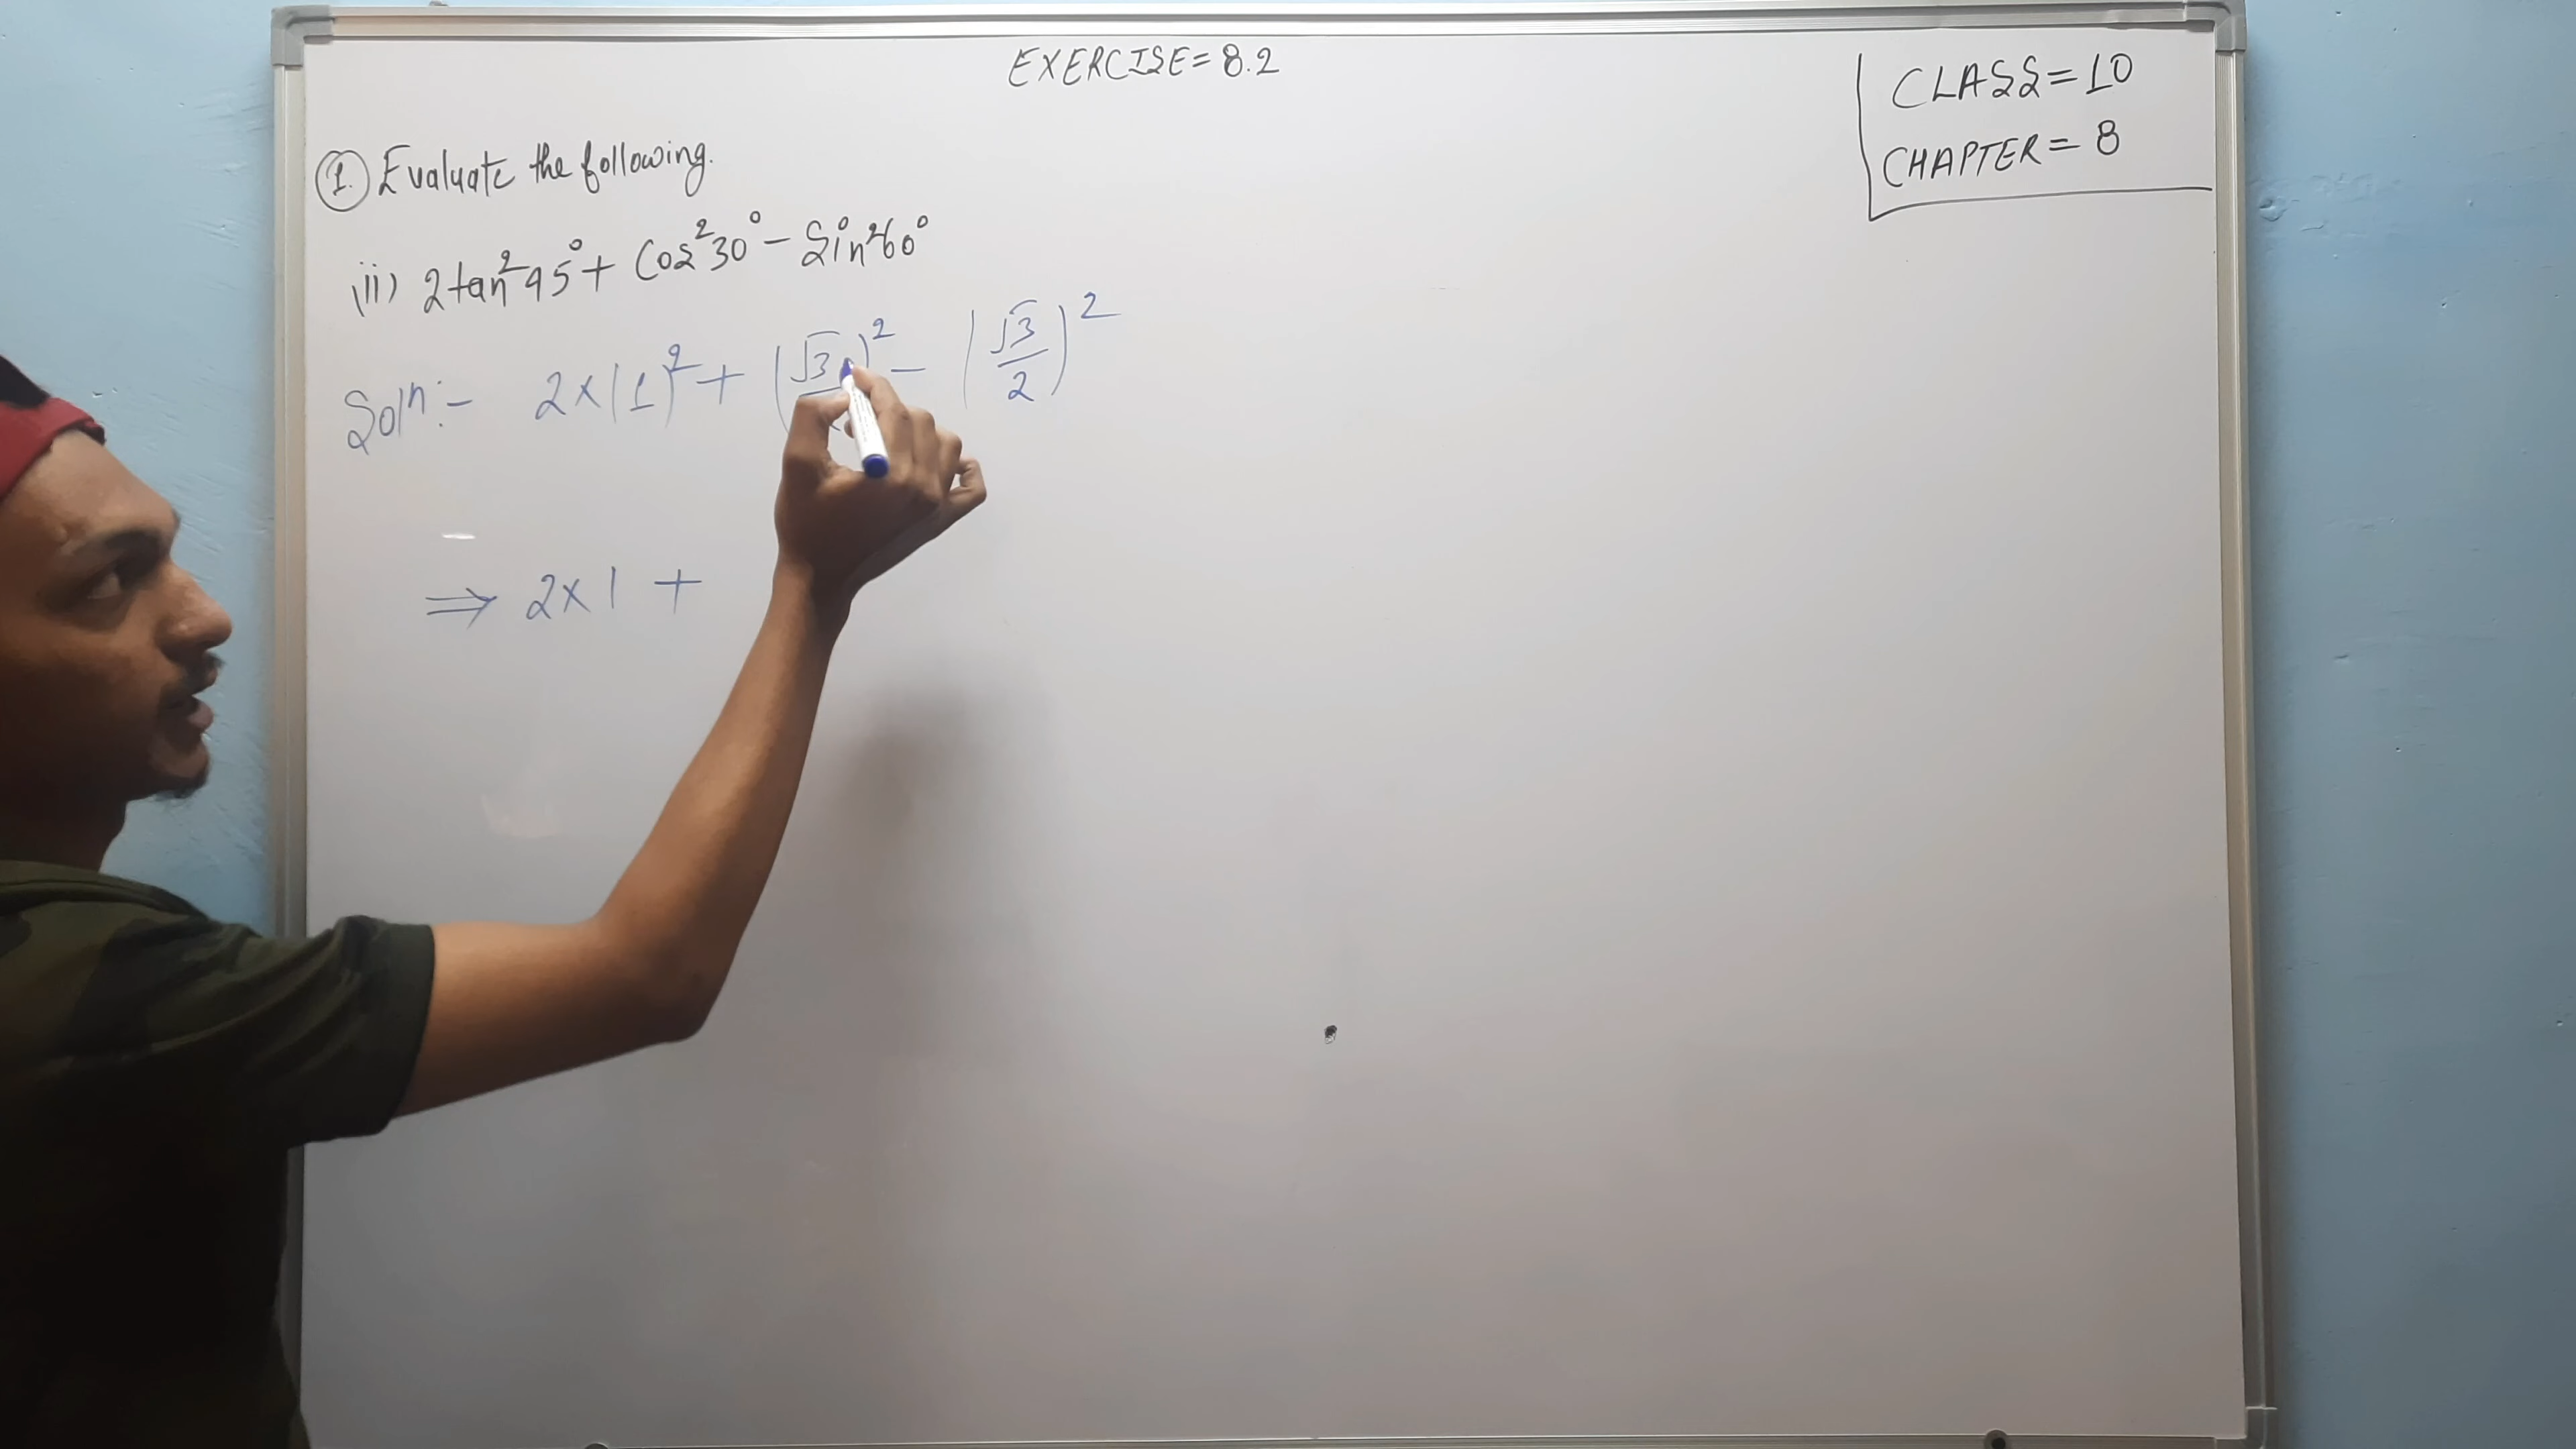 EXERCISE = 8.2
CLASS = 10
CHAPTER = 8
1. Evaluate the following.
(ii) 2tan²45° + Cos²30° - Sin²60°
Solⁿ:- 2×(1)² + (√3/ )² - (√3/2)²
⇒ 2×1 +